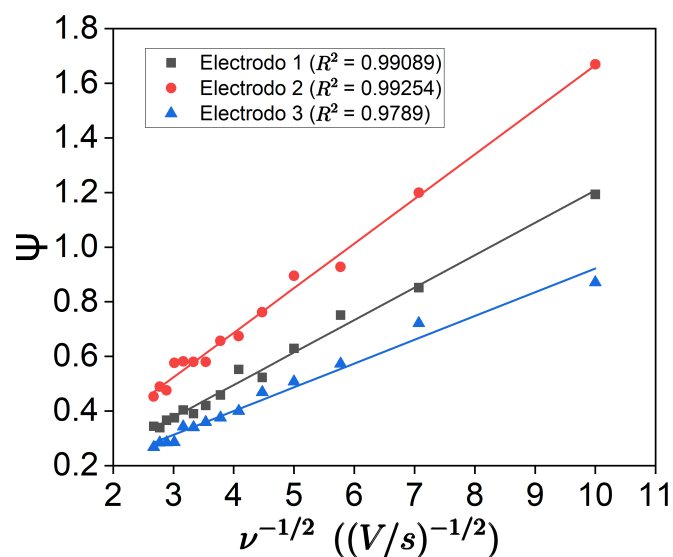 1.8
1.6
1.4
1.2
1.0
0.8
0.6
0.4
0.2
Ψ
Electrodo 1 (R² = 0.99089)
Electrodo 2 (R² = 0.99254)
Electrodo 3 (R² = 0.9789)
2 3 4 5 6 7 8 9 10 11
ν⁻¹/² ((V/s)⁻¹/²)